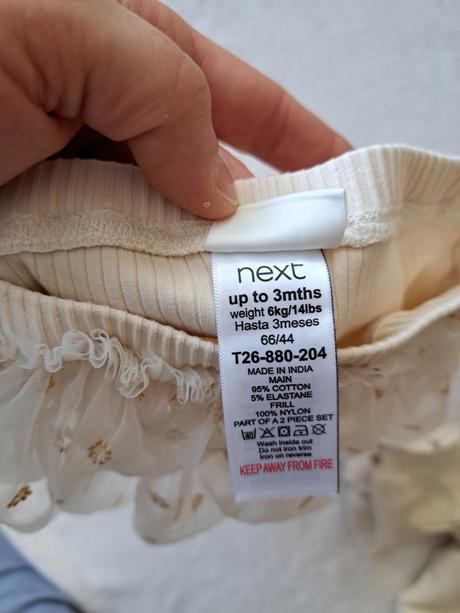 next
up to 3mths
weight 6kg/14lbs
Hasta 3meses
66/44
T26-880-204
MADE IN INDIA
MAIN
95% COTTON
5% ELASTANE
FRILL
100% NYLON
PART OF A 2 PIECE SET
40
Wash inside out
Do not iron trim
Iron on reverse
KEEP AWAY FROM FIRE